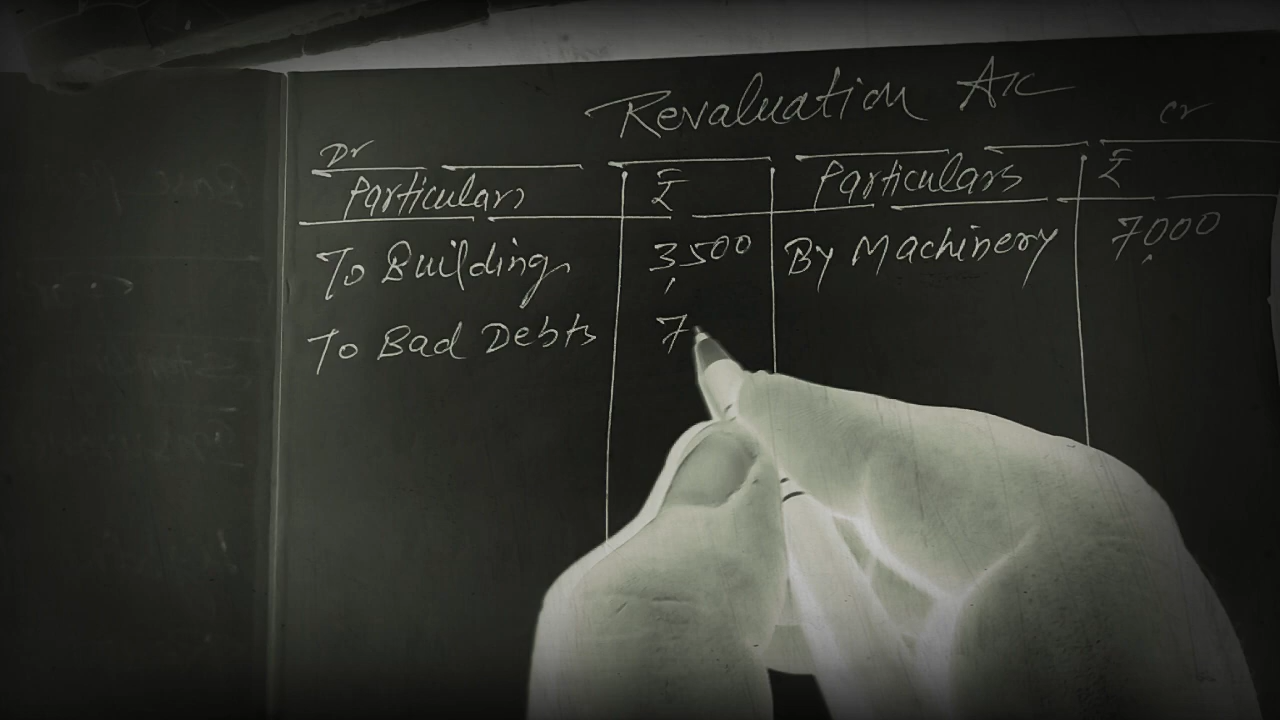 Revaluation A/c
Dr Cr
Particulars ₹ Particulars ₹
To Building 3,500 By Machinery 7,000
To Bad Debts 7